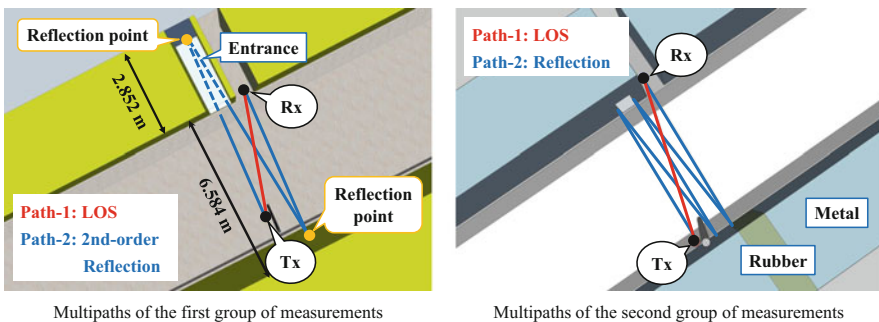 Reflection point
Entrance
2.852 m
Rx
6.584 m
Reflection
point
Path-1: LOS
Path-2: 2nd-order
Reflection
Tx
Multipaths of the first group of measurements
Path-1: LOS
Path-2: Reflection
Rx
Metal
Tx
Rubber
Multipaths of the second group of measurements